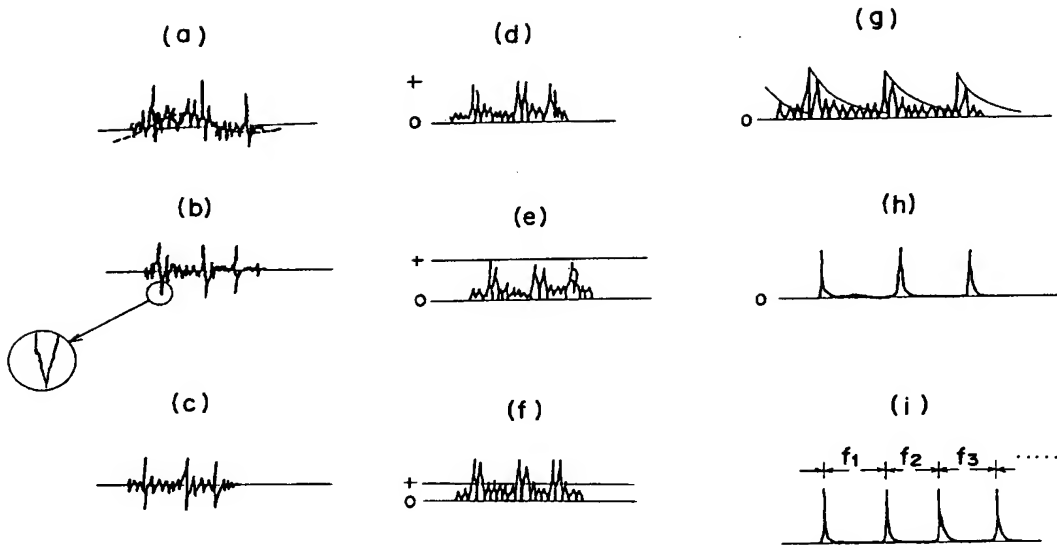 (a)
(b)
(c)
(d)
+
0
(e)
+
0
(f)
+
0
(g)
0
(h)
0
(i)
f1 f2 f3 .....